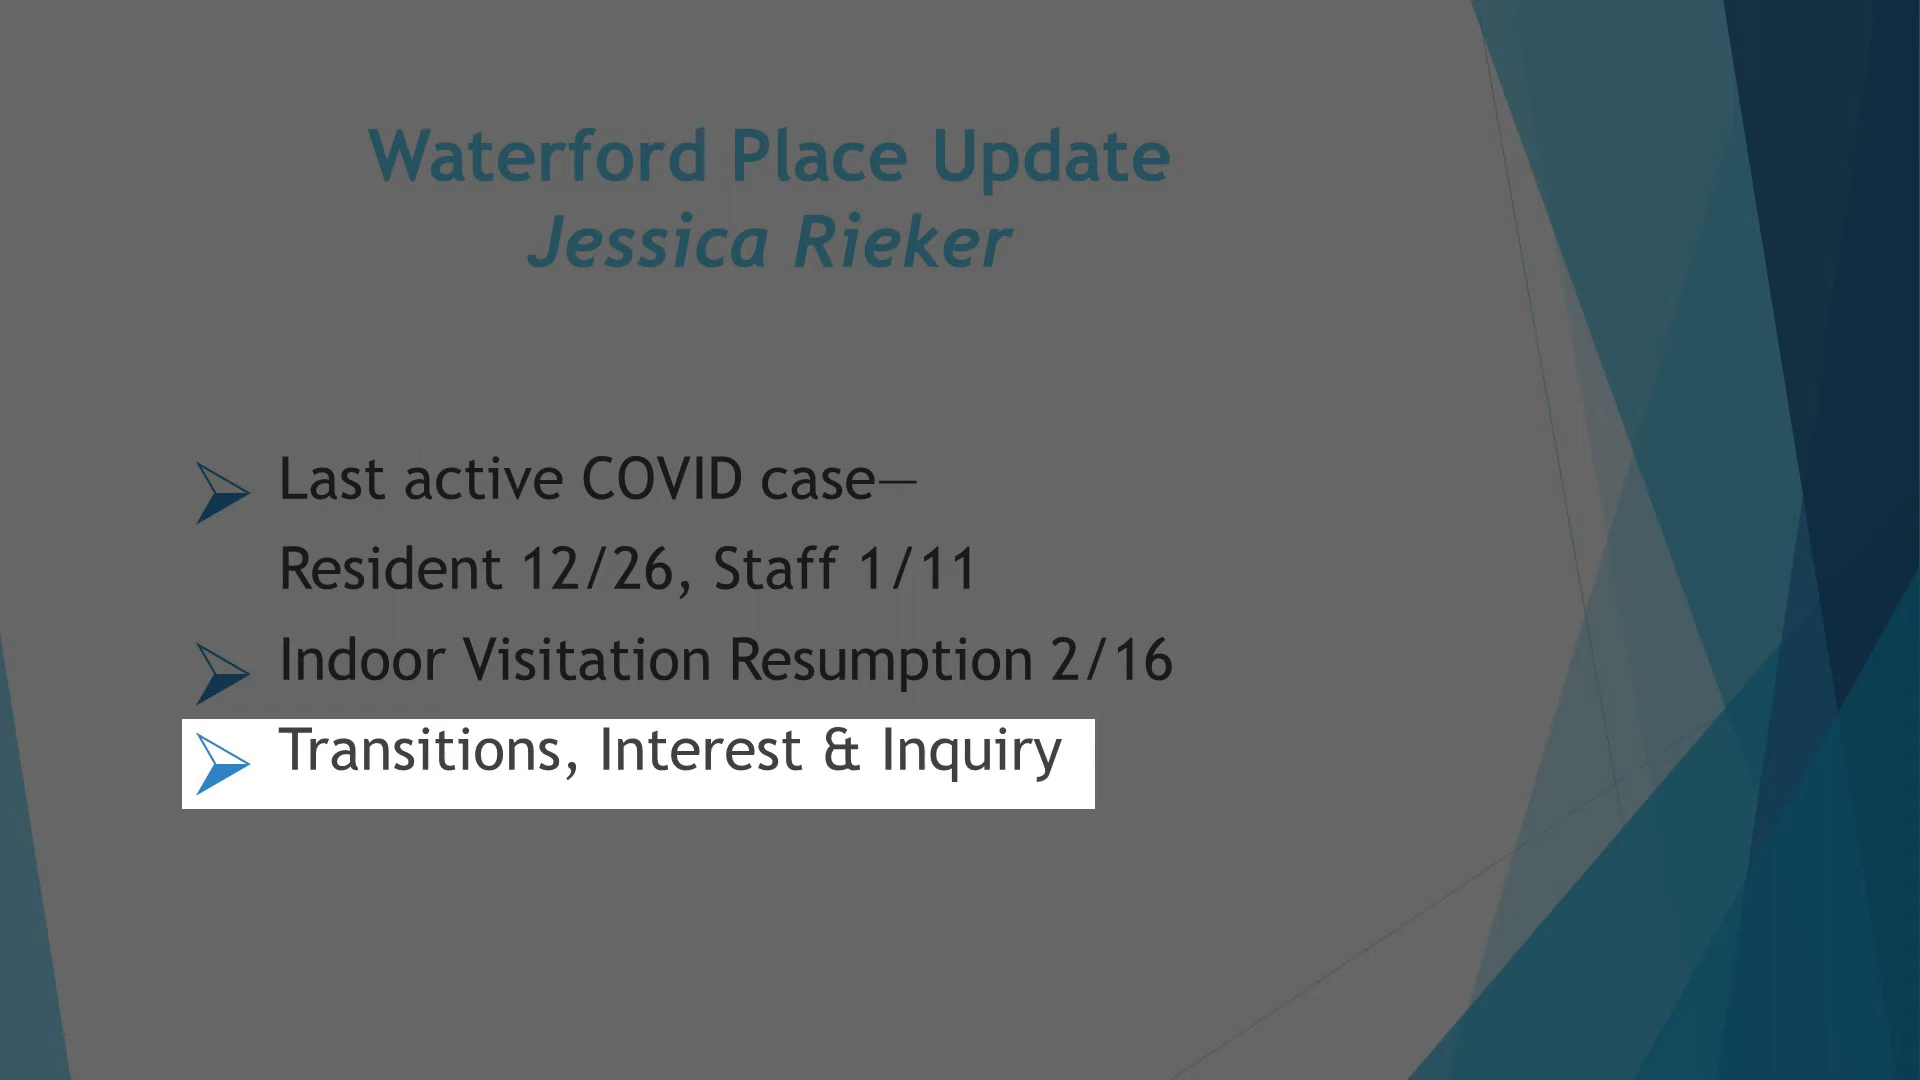 Waterford Place Update
Jessica Rieker
Last active COVID case—
Resident 12/26, Staff 1/11
Indoor Visitation Resumption 2/16
Transitions, Interest & Inquiry